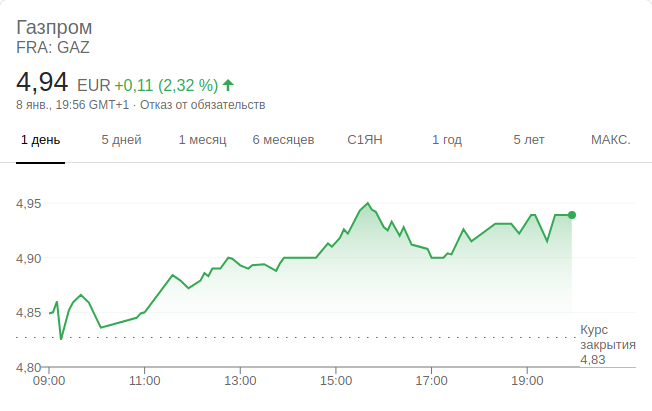 Газпром
FRA: GAZ
4,94 EUR +0,11 (2,32 %)
8 янв., 19:56 GMT+1 · Отказ от обязательств
1 день 5 дней 1 месяц 6 месяцев С1ЯН 1 год 5 лет МАКС.
4,95
4,90
4,85
4,80
Курс
закрытия
4,83
09:00 11:00 13:00 15:00 17:00 19:00